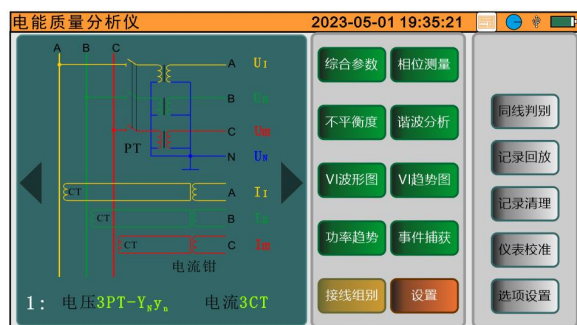 电能质量分析仪 2023-05-01 19:35:21
A B C
A UI
B UII
C UIII
PT
N UN
CT A II
CT B III
CT C IIII
电流钳
1: 电压3PT-YNyn 电流3CT
综合参数 相位测量
不平衡度 谐波分析
VI波形图 VI趋势图
功率趋势 事件捕获
接线组别 设置
同线判别
记录回放
记录清理
仪表校准
选项设置